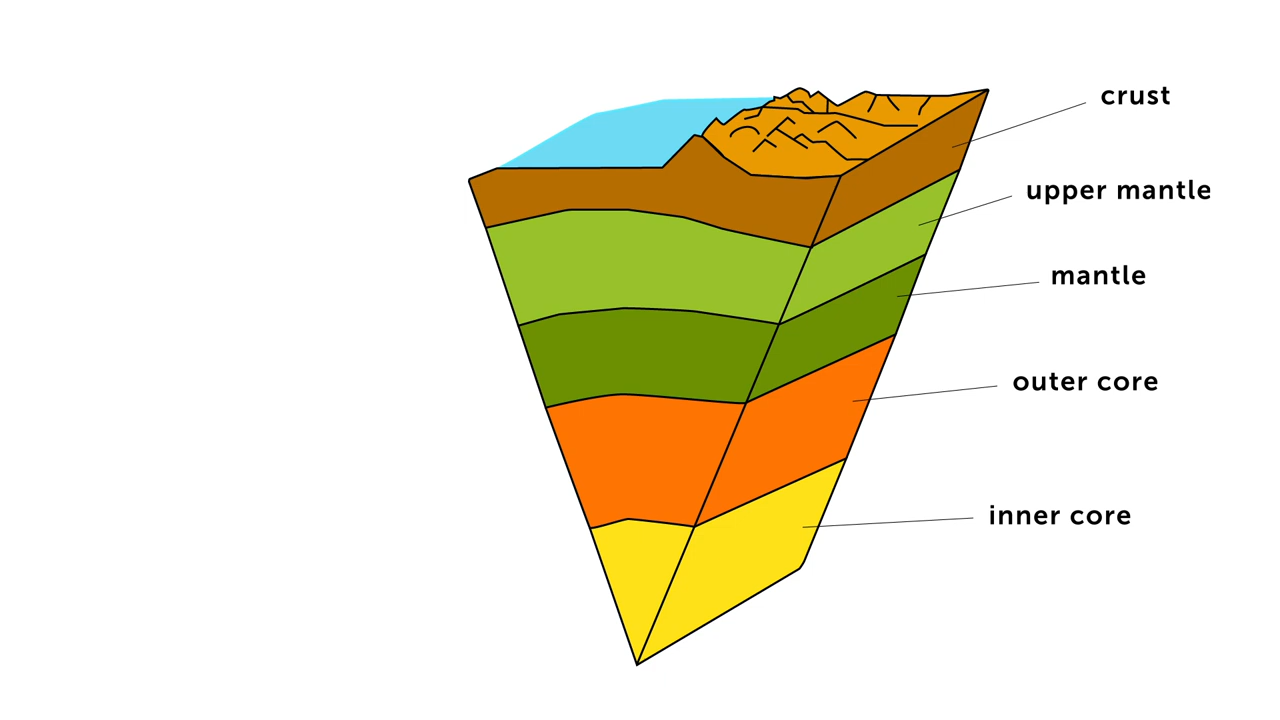 crust
upper mantle
mantle
outer core
inner core